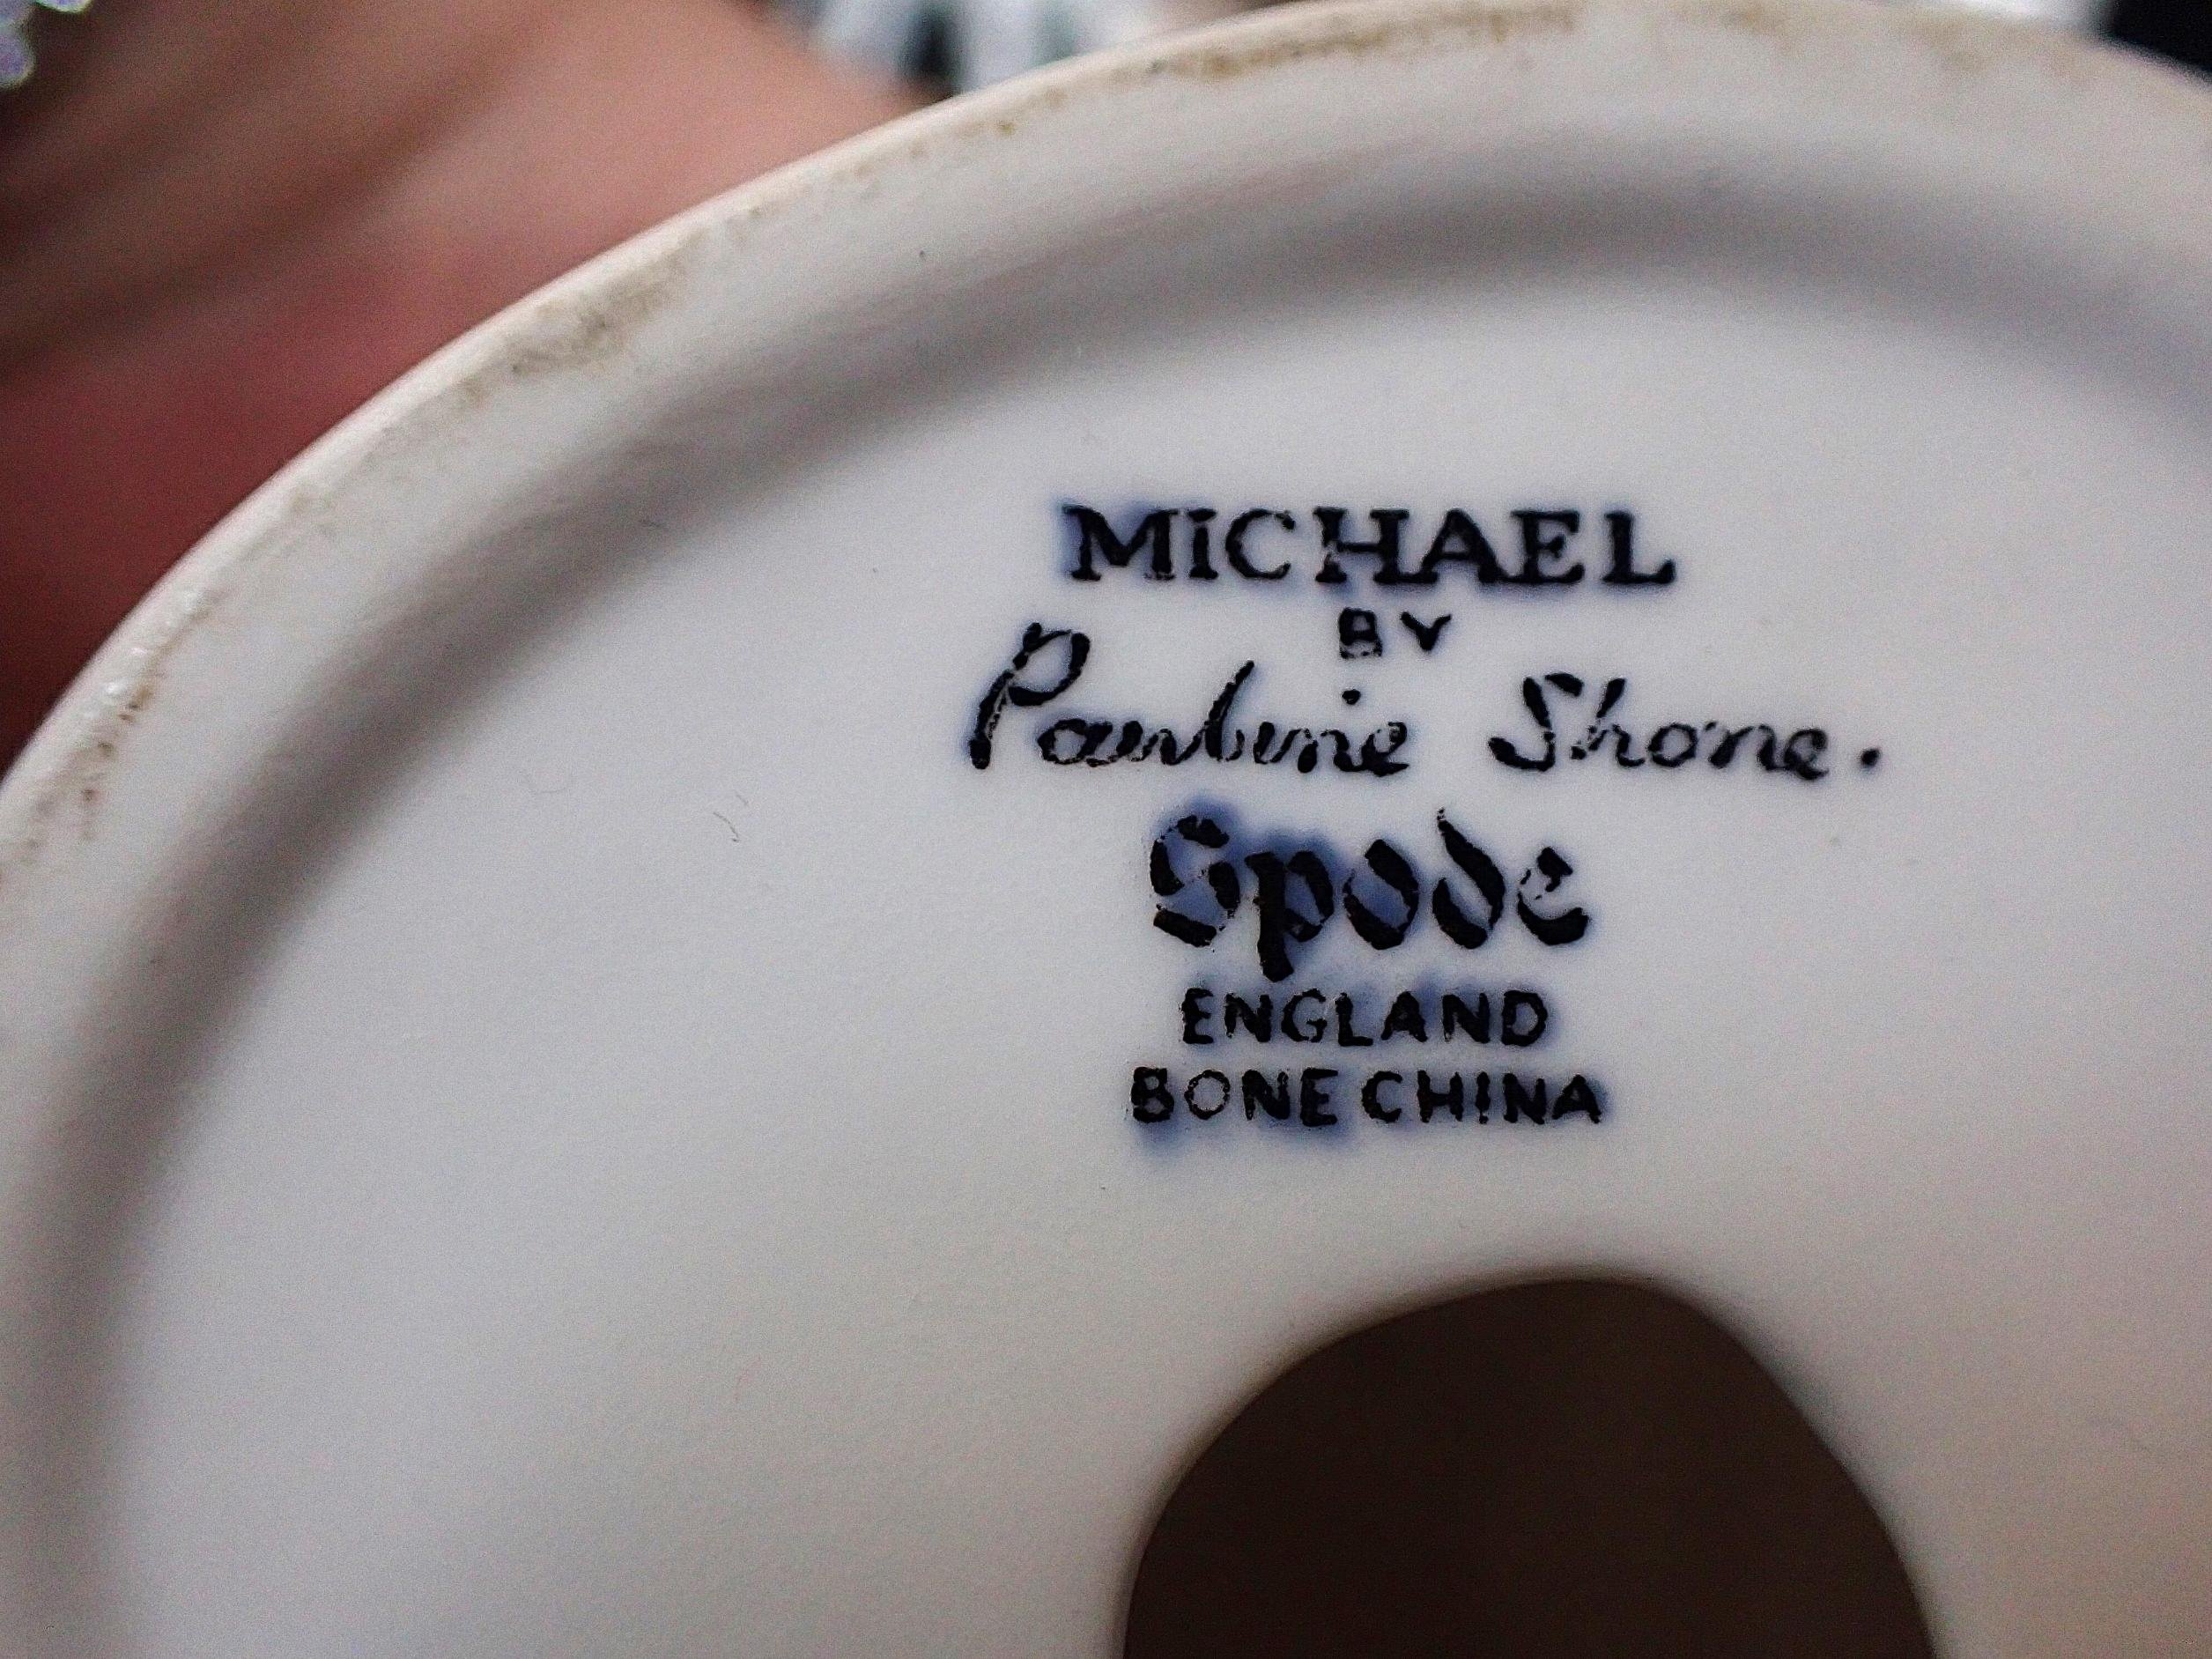 MICHAEL
BY
Pauline Shone.
Spode
ENGLAND
BONE CHINA